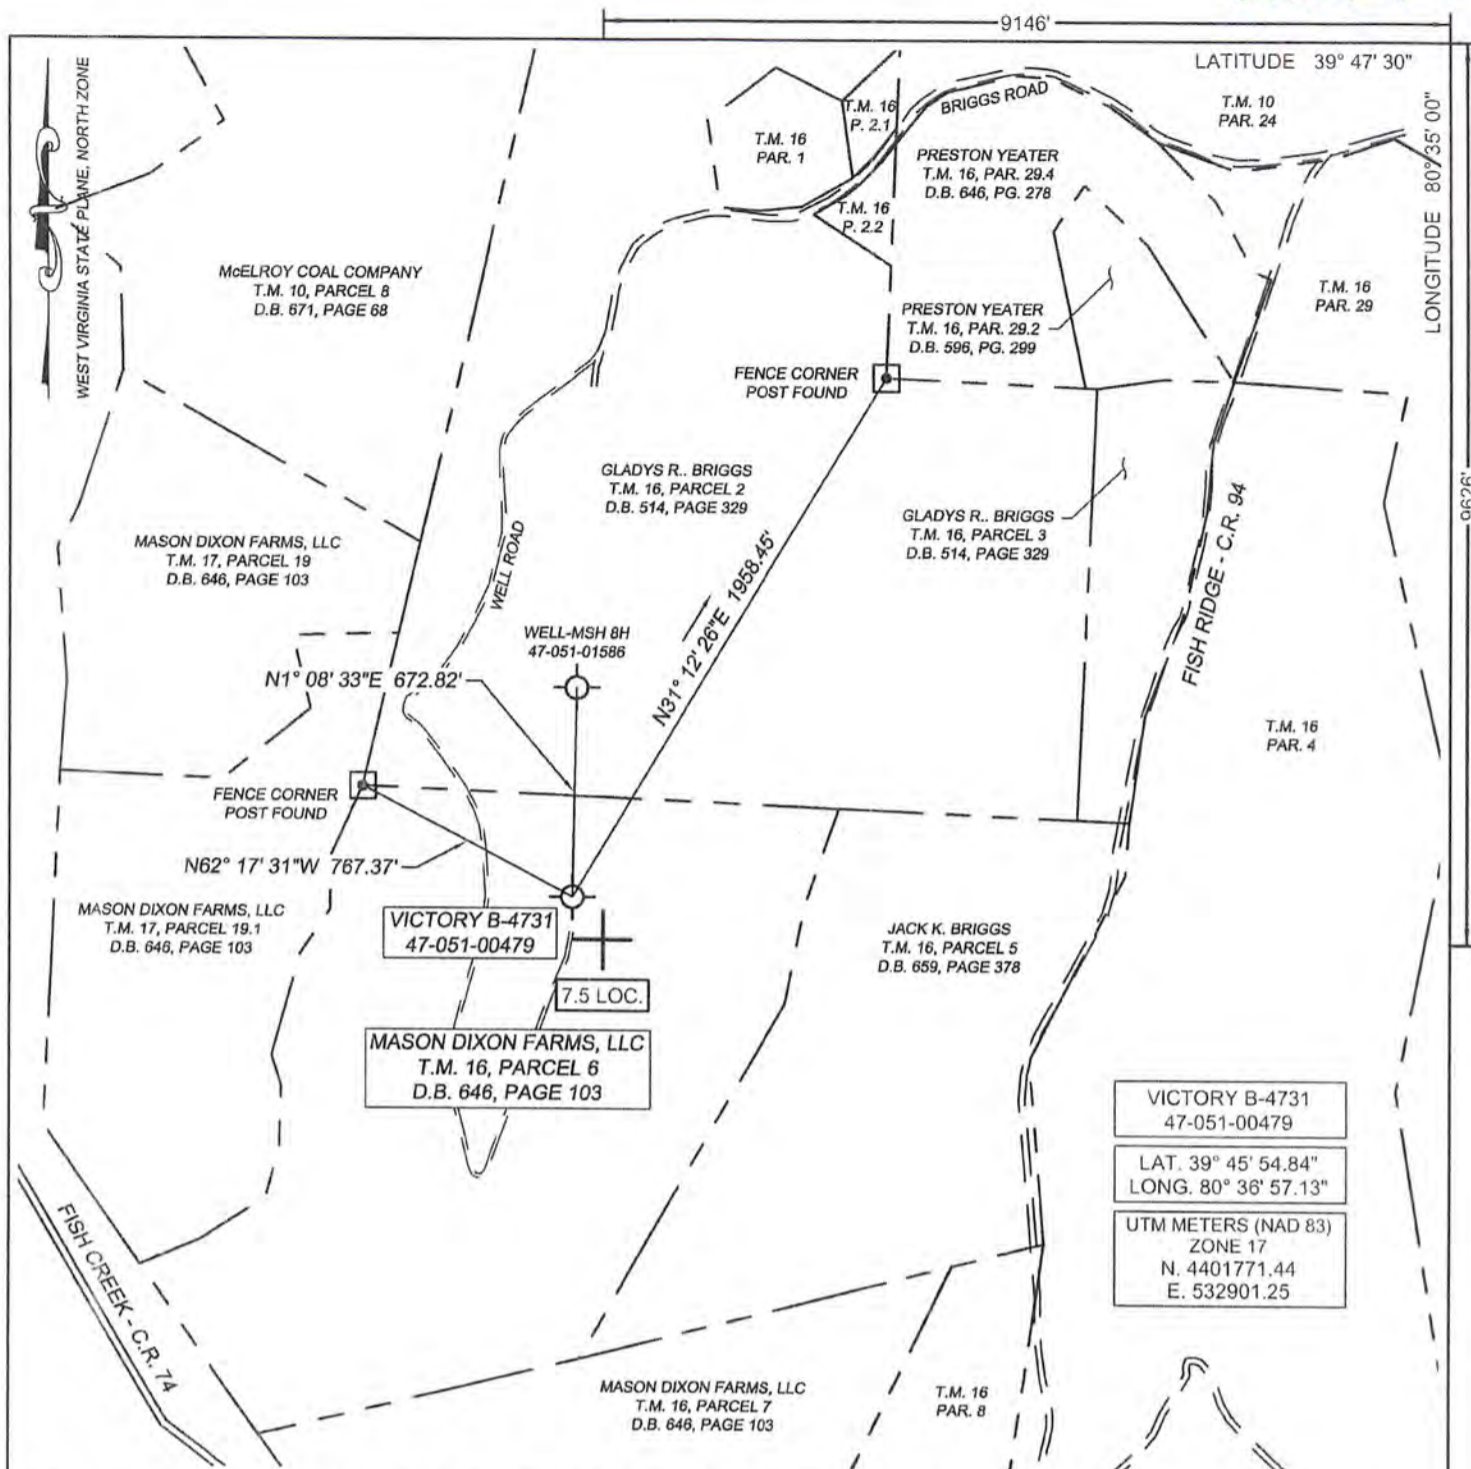 9146'
LATITUDE 39° 47' 30"
LONGITUDE 80° 35' 00"
9626'
WEST VIRGINIA STATE PLANE, NORTH ZONE
T.M. 16
PAR. 1
T.M. 16
P. 2.1
BRIGGS ROAD
T.M. 10
PAR. 24
PRESTON YEATER
T.M. 16, PAR. 29.4
D.B. 646, PG. 278
T.M. 16
P. 2.2
McELROY COAL COMPANY
T.M. 10, PARCEL 8
D.B. 671, PAGE 68
T.M. 16
PAR. 29
PRESTON YEATER
T.M. 16, PAR. 29.2
D.B. 596, PG. 299
FENCE CORNER
POST FOUND
GLADYS R.. BRIGGS
T.M. 16, PARCEL 2
D.B. 514, PAGE 329
GLADYS R.. BRIGGS
T.M. 16, PARCEL 3
D.B. 514, PAGE 329
MASON DIXON FARMS, LLC
T.M. 17, PARCEL 19
D.B. 646, PAGE 103
WELL ROAD
FISH RIDGE - C.R. 94
N31° 12' 26"E 1958.45'
WELL-MSH 8H
47-051-01586
N1° 08' 33"E 672.82'
T.M. 16
PAR. 4
FENCE CORNER
POST FOUND
N62° 17' 31"W 767.37'
MASON DIXON FARMS, LLC
T.M. 17, PARCEL 19.1
D.B. 646, PAGE 103
VICTORY B-4731
47-051-00479
JACK K. BRIGGS
T.M. 16, PARCEL 5
D.B. 659, PAGE 378
7.5 LOC.
MASON DIXON FARMS, LLC
T.M. 16, PARCEL 6
D.B. 646, PAGE 103
VICTORY B-4731
47-051-00479
LAT. 39° 45' 54.84"
LONG. 80° 36' 57.13"
UTM METERS (NAD 83)
ZONE 17
N. 4401771.44
E. 532901.25
FISH CREEK - C.R. 74
MASON DIXON FARMS, LLC
T.M. 16, PARCEL 7
D.B. 646, PAGE 103
T.M. 16
PAR. 8